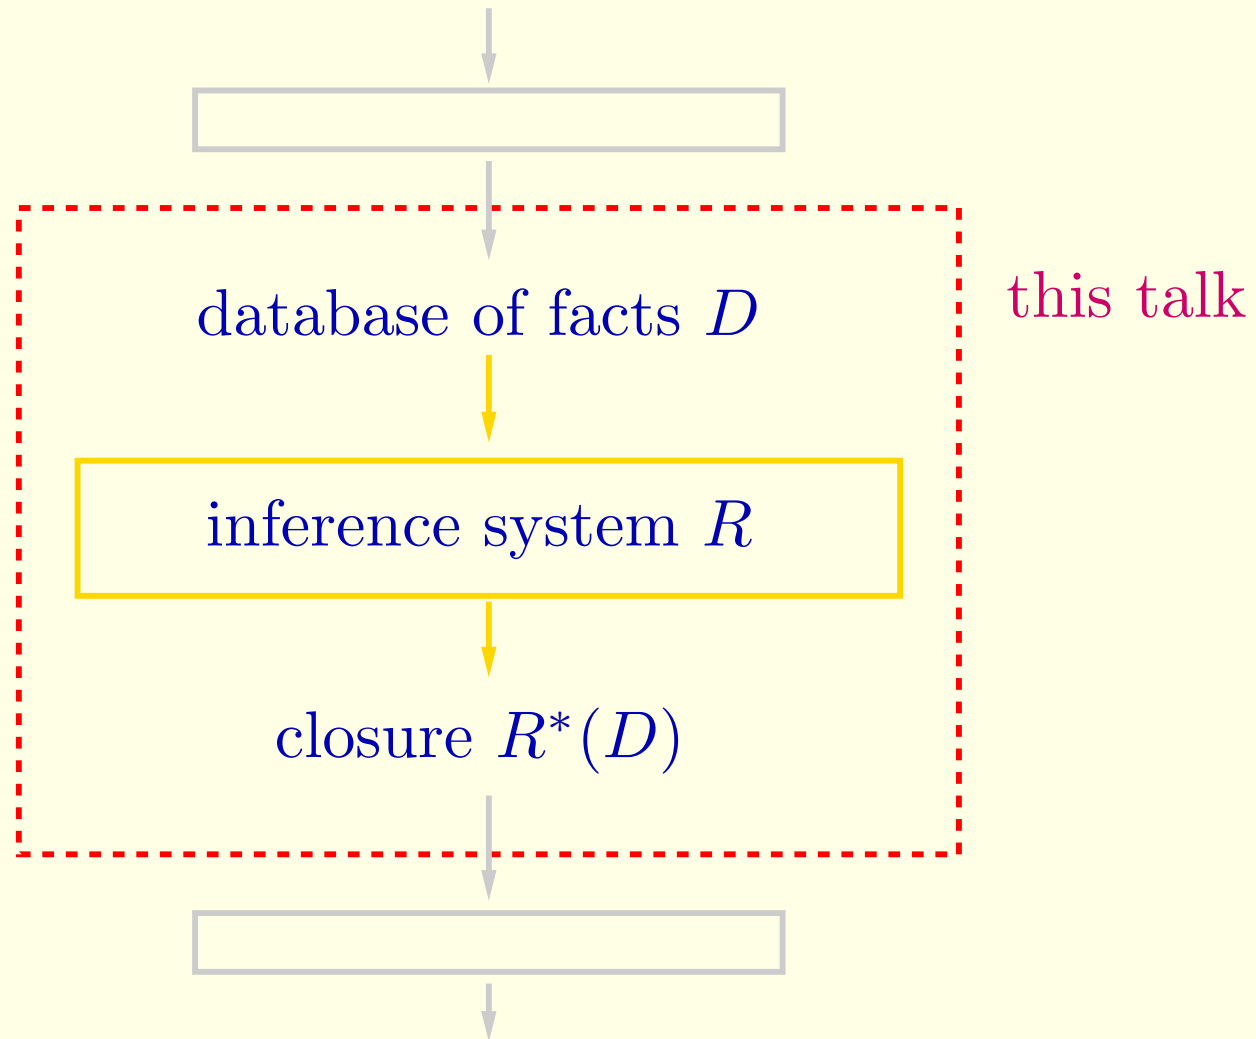 database of facts D
this talk
inference system R
closure R*(D)